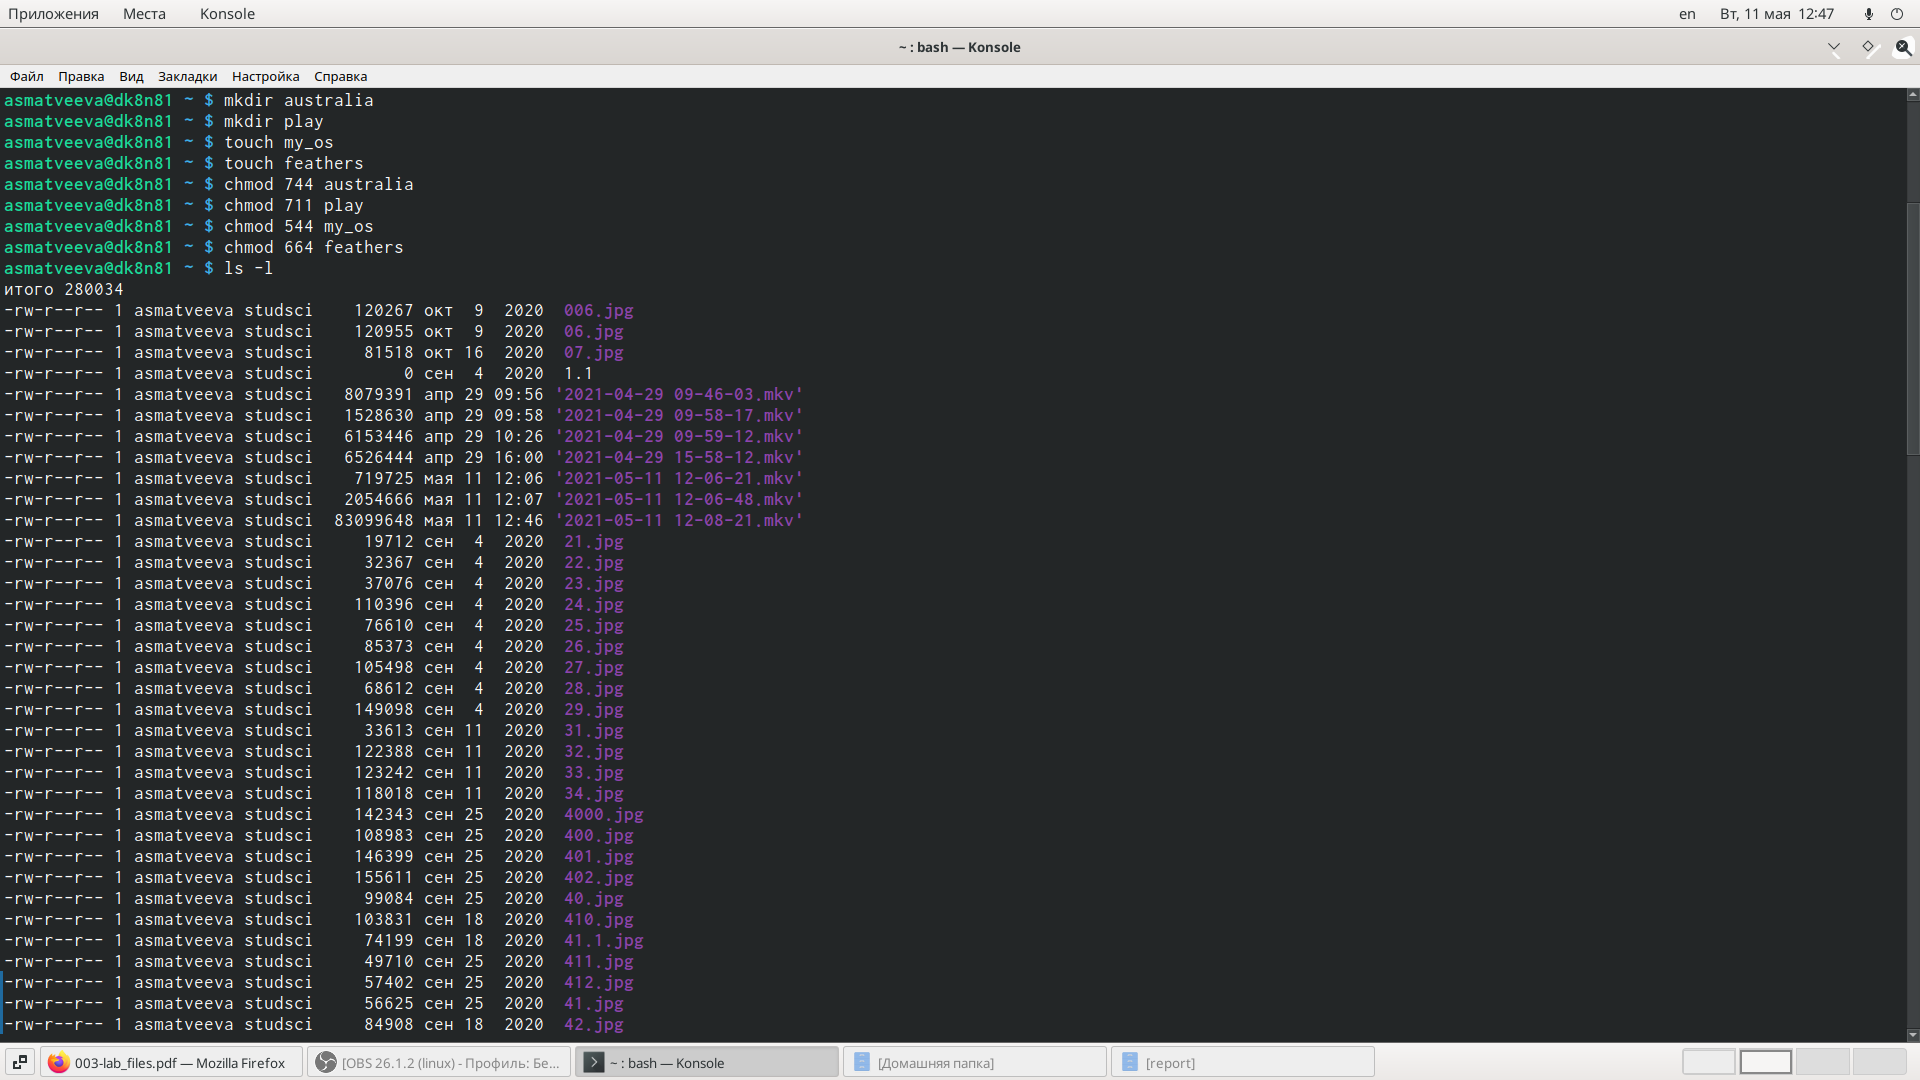 Приложения Места Konsole en Вт, 11 мая 12:47
~ : bash — Konsole
Файл Правка Вид Закладки Настройка Справка
asmatveeva@dk8n81 ~ $ mkdir australia
asmatveeva@dk8n81 ~ $ mkdir play
asmatveeva@dk8n81 ~ $ touch my_os
asmatveeva@dk8n81 ~ $ touch feathers
asmatveeva@dk8n81 ~ $ chmod 744 australia
asmatveeva@dk8n81 ~ $ chmod 711 play
asmatveeva@dk8n81 ~ $ chmod 544 my_os
asmatveeva@dk8n81 ~ $ chmod 664 feathers
asmatveeva@dk8n81 ~ $ ls -l
итого 280034
-rw-r--r-- 1 asmatveeva studsci 120267 окт 9 2020 006.jpg
-rw-r--r-- 1 asmatveeva studsci 120955 окт 9 2020 06.jpg
-rw-r--r-- 1 asmatveeva studsci 81518 окт 16 2020 07.jpg
-rw-r--r-- 1 asmatveeva studsci 0 сен 4 2020 1.1
-rw-r--r-- 1 asmatveeva studsci 8079391 апр 29 09:56 '2021-04-29 09-46-03.mkv'
-rw-r--r-- 1 asmatveeva studsci 1528630 апр 29 09:58 '2021-04-29 09-58-17.mkv'
-rw-r--r-- 1 asmatveeva studsci 6153446 апр 29 10:26 '2021-04-29 09-59-12.mkv'
-rw-r--r-- 1 asmatveeva studsci 6526444 апр 29 16:00 '2021-04-29 15-58-12.mkv'
-rw-r--r-- 1 asmatveeva studsci 719725 мая 11 12:06 '2021-05-11 12-06-21.mkv'
-rw-r--r-- 1 asmatveeva studsci 2054666 мая 11 12:07 '2021-05-11 12-06-48.mkv'
-rw-r--r-- 1 asmatveeva studsci 83099648 мая 11 12:46 '2021-05-11 12-08-21.mkv'
-rw-r--r-- 1 asmatveeva studsci 19712 сен 4 2020 21.jpg
-rw-r--r-- 1 asmatveeva studsci 32367 сен 4 2020 22.jpg
-rw-r--r-- 1 asmatveeva studsci 37076 сен 4 2020 23.jpg
-rw-r--r-- 1 asmatveeva studsci 110396 сен 4 2020 24.jpg
-rw-r--r-- 1 asmatveeva studsci 76610 сен 4 2020 25.jpg
-rw-r--r-- 1 asmatveeva studsci 85373 сен 4 2020 26.jpg
-rw-r--r-- 1 asmatveeva studsci 105498 сен 4 2020 27.jpg
-rw-r--r-- 1 asmatveeva studsci 68612 сен 4 2020 28.jpg
-rw-r--r-- 1 asmatveeva studsci 149098 сен 4 2020 29.jpg
-rw-r--r-- 1 asmatveeva studsci 33613 сен 11 2020 31.jpg
-rw-r--r-- 1 asmatveeva studsci 122388 сен 11 2020 32.jpg
-rw-r--r-- 1 asmatveeva studsci 123242 сен 11 2020 33.jpg
-rw-r--r-- 1 asmatveeva studsci 118018 сен 11 2020 34.jpg
-rw-r--r-- 1 asmatveeva studsci 142343 сен 25 2020 4000.jpg
-rw-r--r-- 1 asmatveeva studsci 108983 сен 25 2020 400.jpg
-rw-r--r-- 1 asmatveeva studsci 146399 сен 25 2020 401.jpg
-rw-r--r-- 1 asmatveeva studsci 155611 сен 25 2020 402.jpg
-rw-r--r-- 1 asmatveeva studsci 99084 сен 25 2020 40.jpg
-rw-r--r-- 1 asmatveeva studsci 103831 сен 18 2020 410.jpg
-rw-r--r-- 1 asmatveeva studsci 74199 сен 18 2020 41.1.jpg
-rw-r--r-- 1 asmatveeva studsci 49710 сен 25 2020 411.jpg
-rw-r--r-- 1 asmatveeva studsci 57402 сен 25 2020 412.jpg
-rw-r--r-- 1 asmatveeva studsci 56625 сен 25 2020 41.jpg
-rw-r--r-- 1 asmatveeva studsci 84908 сен 18 2020 42.jpg
003-lab_files.pdf — Mozilla Firefox [OBS 26.1.2 (linux) - Профиль: Бе... ~ : bash — Konsole [Домашняя папка] [report]